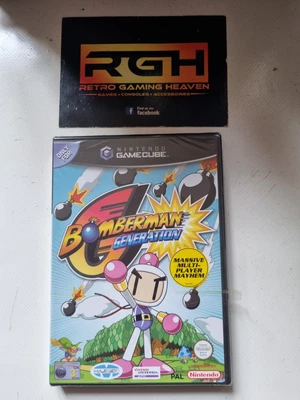 RGH
RETRO GAMING HEAVEN
GAMES • CONSOLES • ACCESSORIES
Find us on
facebook
NINTENDO
GAMECUBE
BOMBERMAN
GENERATION
MASSIVE
MULTI-
PLAYER
MAYHEM
PAL
Nintendo